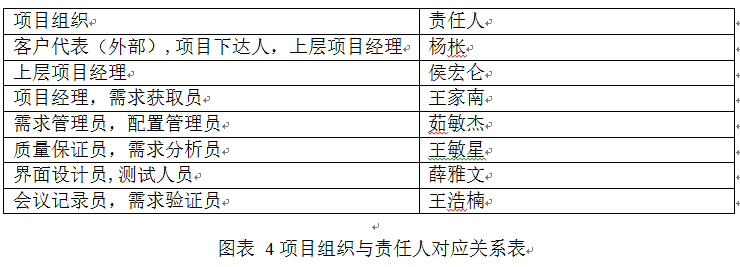 项目组织 责任人
客户代表（外部）,项目下达人，上层项目经理 杨枨
上层项目经理 侯宏仑
项目经理，需求获取员 王家南
需求管理员，配置管理员 茹敏杰
质量保证员，需求分析员 王敏星
界面设计员,测试人员 薛雅文
会议记录员，需求验证员 王浩楠
图表 4 项目组织与责任人对应关系表